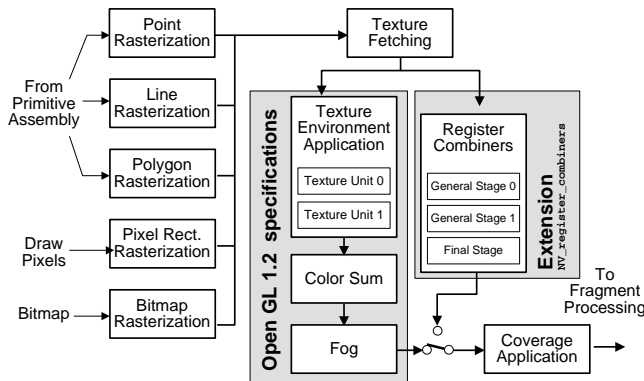 Point
Rasterization
Texture
Fetching
From
Primitive
Assembly
Line
Rasterization
Polygon
Rasterization
Draw
Pixels
Pixel Rect.
Rasterization
Bitmap
Bitmap
Rasterization
Open GL 1.2 specifications
Texture
Environment
Application
Texture Unit 0
Texture Unit 1
Color Sum
Fog
Register
Combiners
General Stage 0
General Stage 1
Final Stage
Extension
NV_register_combiners
Coverage
Application
To
Fragment
Processing